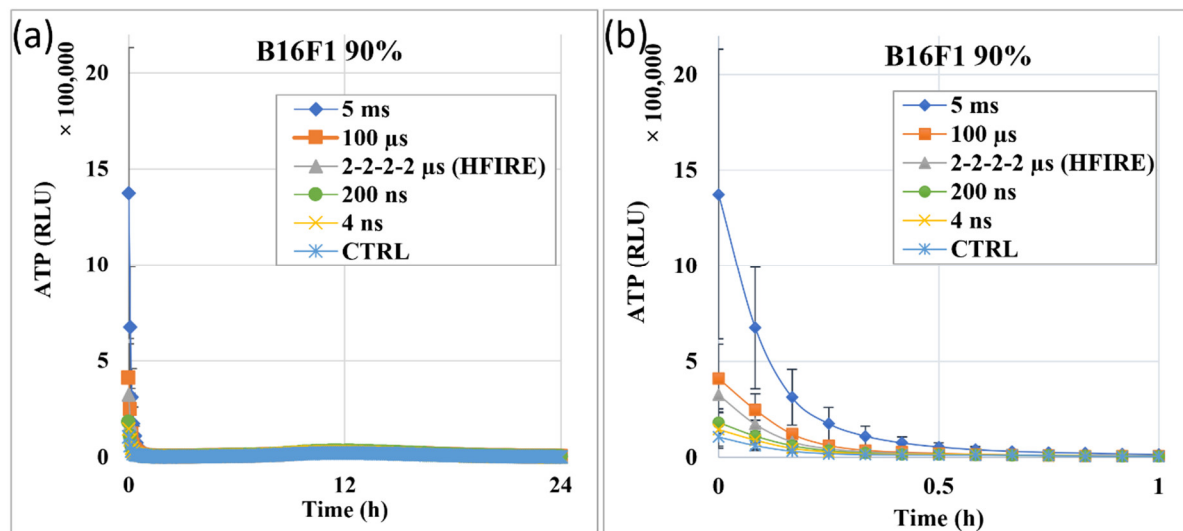 (a)
B16F1 90%
× 100,000
ATP (RLU)
20
15
10
5
0
5 ms
100 µs
2-2-2-2 µs (HFIRE)
200 ns
4 ns
CTRL
0
12
24
Time (h)
(b)
B16F1 90%
× 100,000
ATP (RLU)
20
15
10
5
0
5 ms
100 µs
2-2-2-2 µs (HFIRE)
200 ns
4 ns
CTRL
0
0.5
1
Time (h)